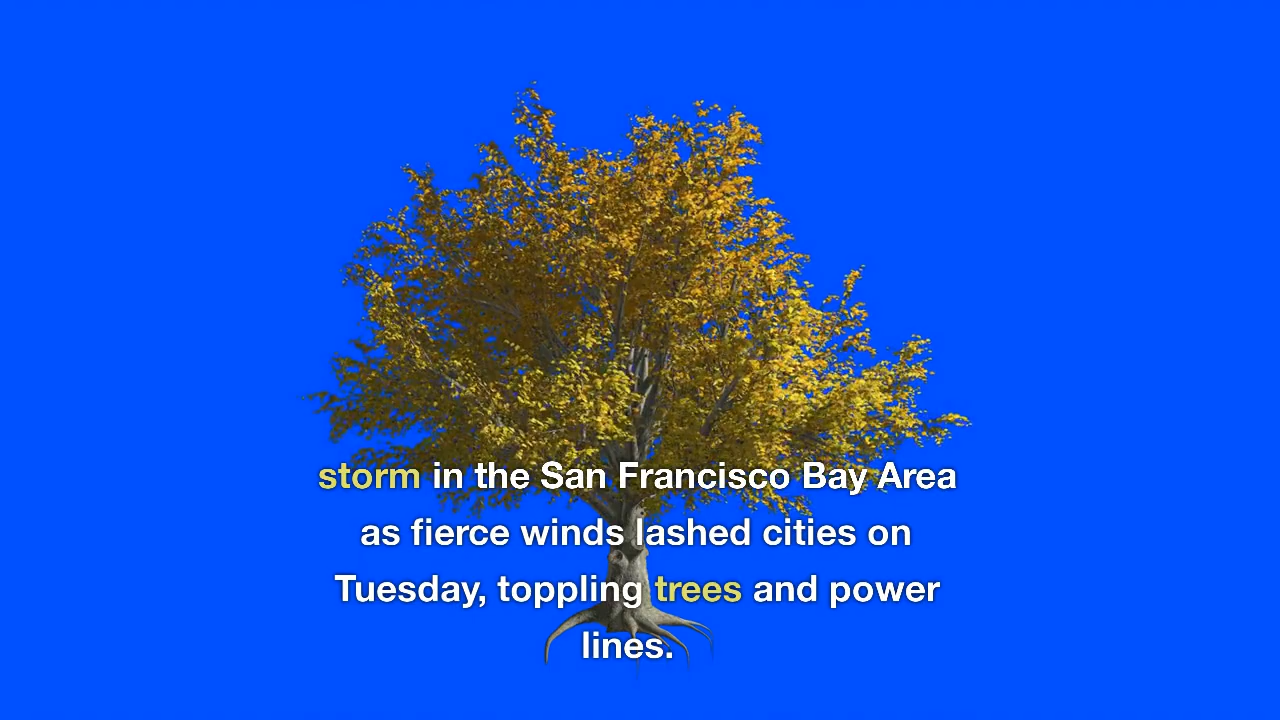 storm in the San Francisco Bay Area
as fierce winds lashed cities on
Tuesday, toppling trees and power
lines.